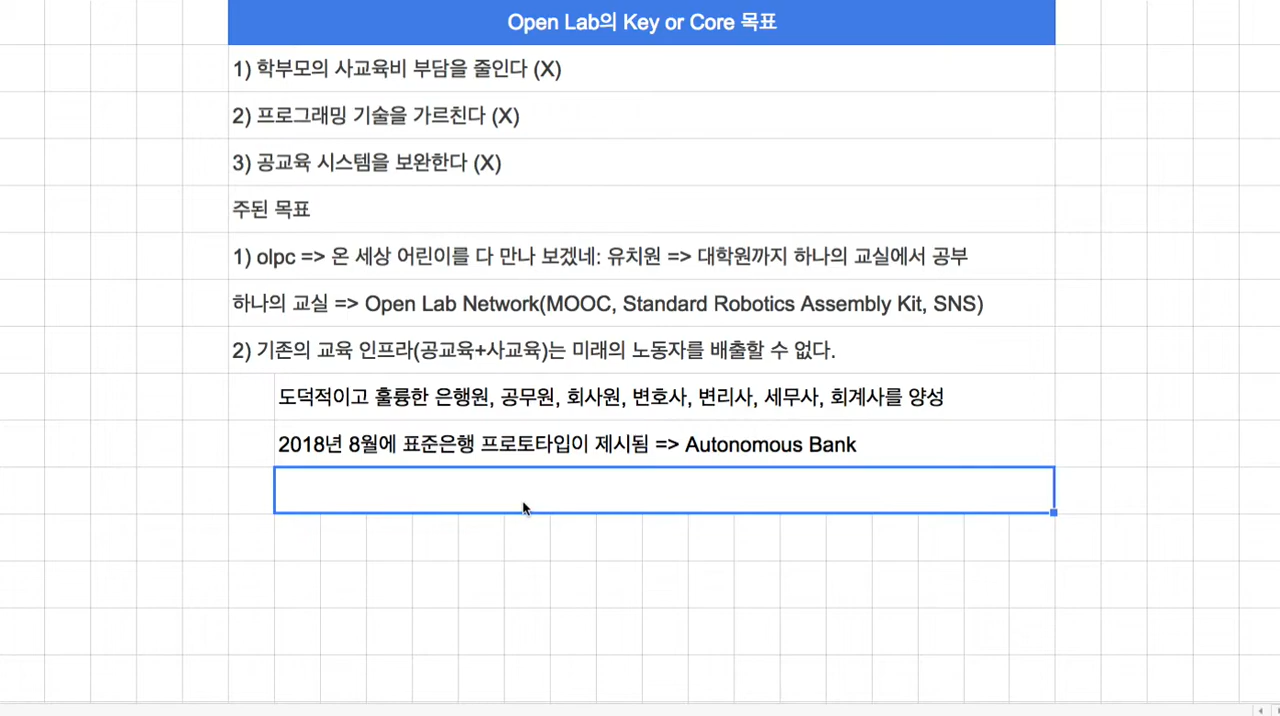 Open Lab의 Key or Core 목표
1) 학부모의 사교육비 부담을 줄인다 (X)
2) 프로그래밍 기술을 가르친다 (X)
3) 공교육 시스템을 보완한다 (X)
주된 목표
1) olpc => 온 세상 어린이를 다 만나 보겠네: 유치원 => 대학원까지 하나의 교실에서 공부
하나의 교실 => Open Lab Network(MOOC, Standard Robotics Assembly Kit, SNS)
2) 기존의 교육 인프라(공교육+사교육)는 미래의 노동자를 배출할 수 없다.
도덕적이고 훌륭한 은행원, 공무원, 회사원, 변호사, 변리사, 세무사, 회계사를 양성
2018년 8월에 표준은행 프로토타입이 제시됨 => Autonomous Bank